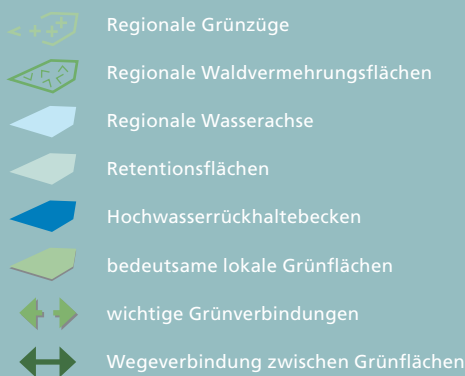 Regionale Grünzüge
Regionale Waldvermehrungsflächen
Regionale Wasserachse
Retentionsflächen
Hochwasserrückhaltebecken
bedeutsame lokale Grünflächen
wichtige Grünverbindungen
Wegeverbindung zwischen Grünflächen